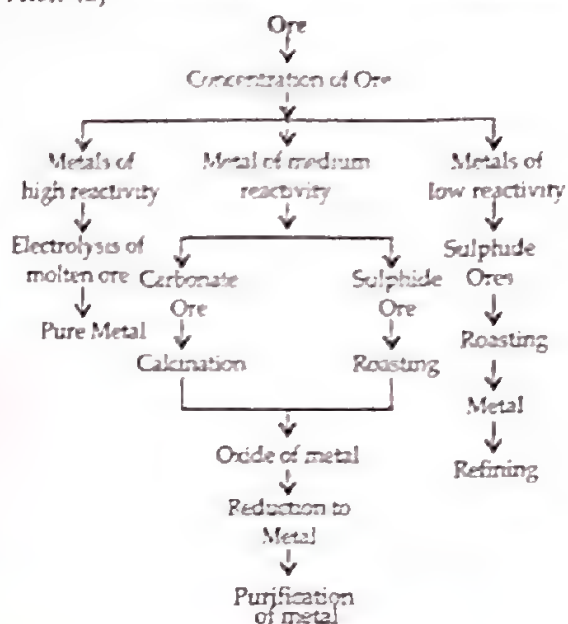 Ore
Concentration of Ore
Metals of
high reactivity
Electrolysis of
molten ore
Pure Metal
Metal of medium
reactivity
Carbonate
Ore
Calcination
Sulphide
Ore
Roasting
Oxide of metal
Reduction to
Metal
Purification
of metal
Metals of
low reactivity
Sulphide
Ores
Roasting
Metal
Refining